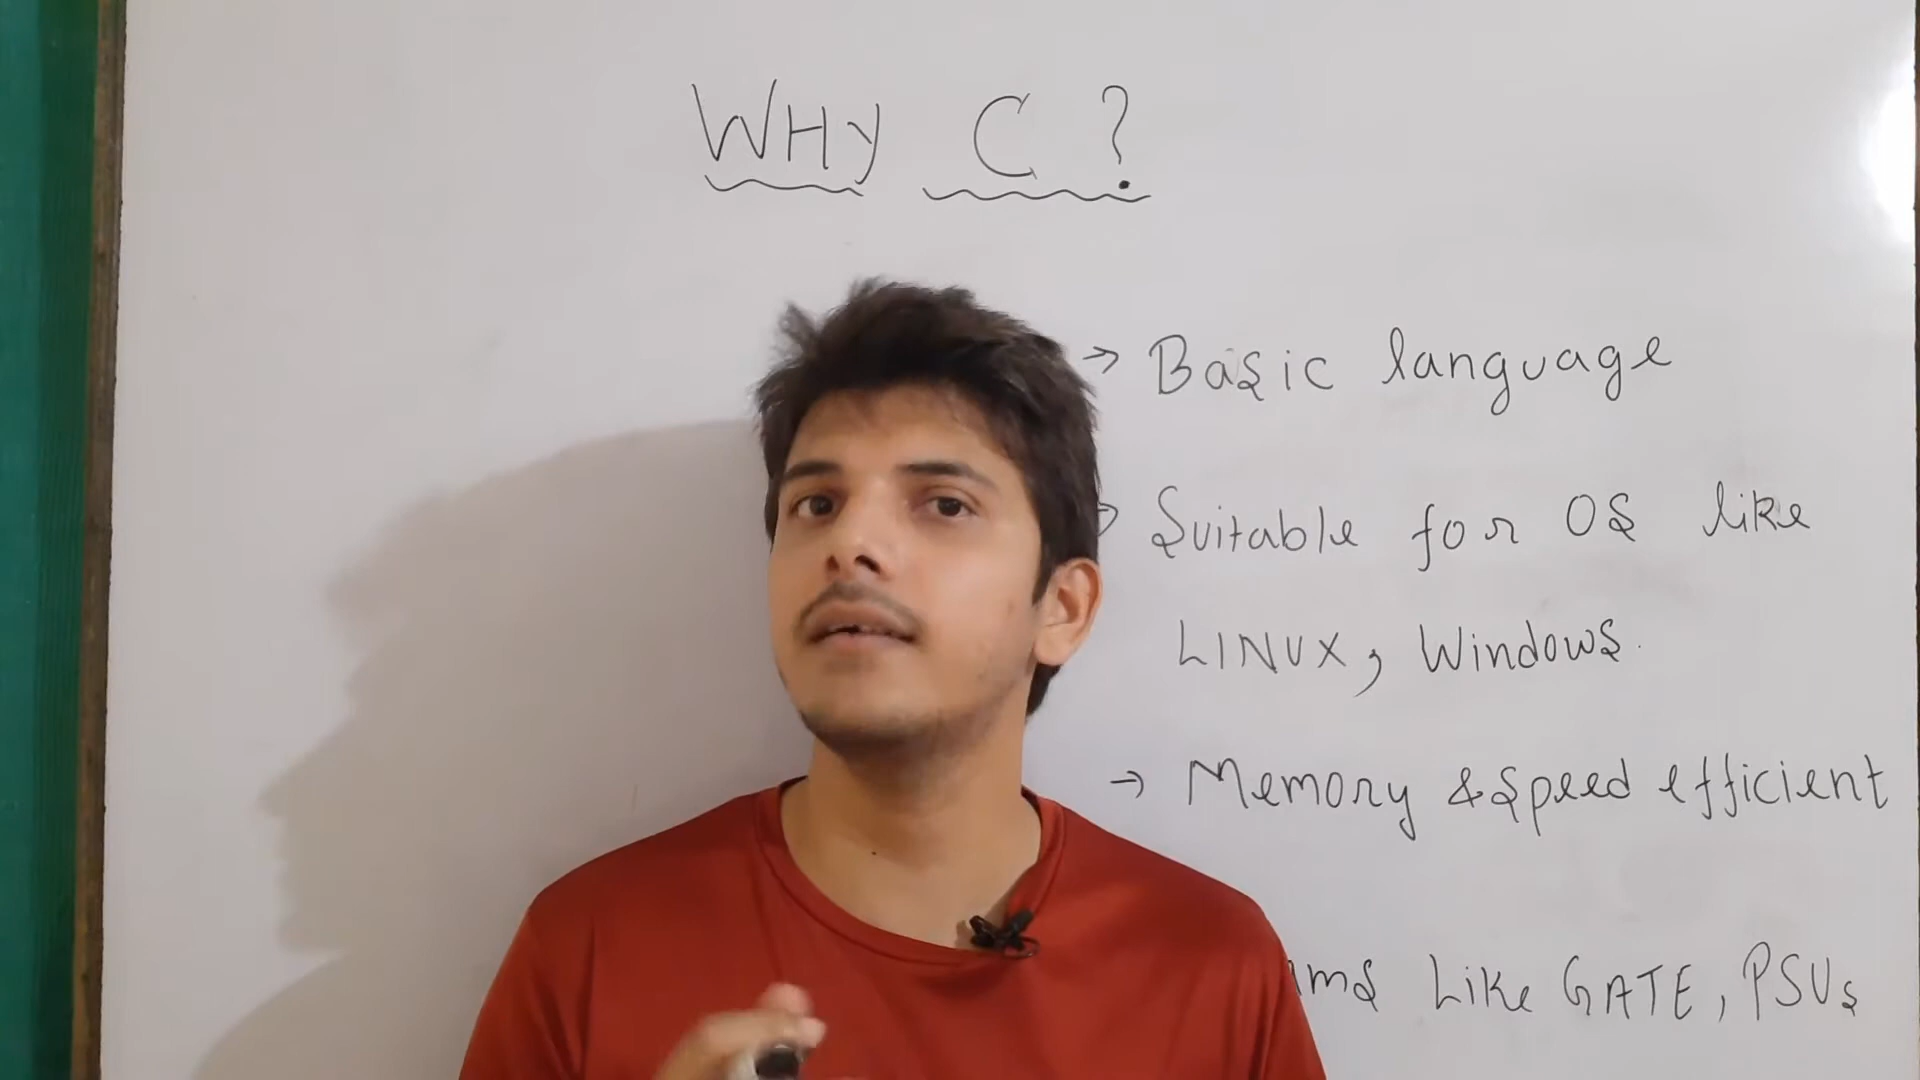 WHY C ?
→ Basic language
→ Suitable for OS like
LINUX, Windows.
→ Memory & Speed efficient
Like GATE, PSUs